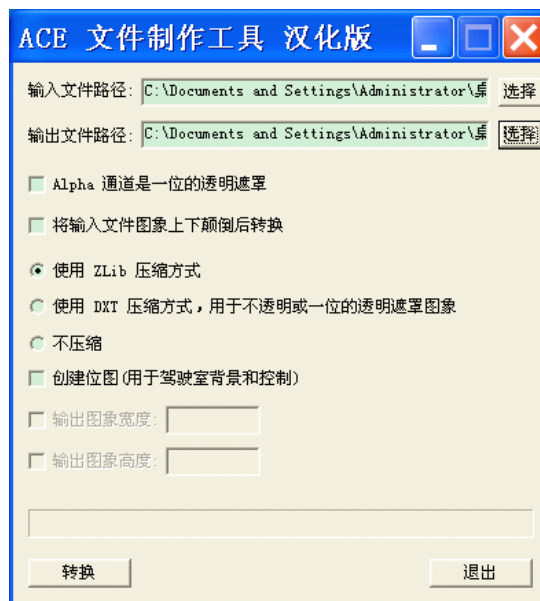 ACE 文件制作工具 汉化版
输入文件路径: C:\Documents and Settings\Administrator\桌 选择
输出文件路径: C:\Documents and Settings\Administrator\桌 选择
Alpha 通道是一位的透明遮罩
将输入文件图象上下颠倒后转换
使用 ZLib 压缩方式
使用 DXT 压缩方式，用于不透明或一位的透明遮罩图象
不压缩
创建位图(用于驾驶室背景和控制)
输出图象宽度:
输出图象高度:
转换 退出